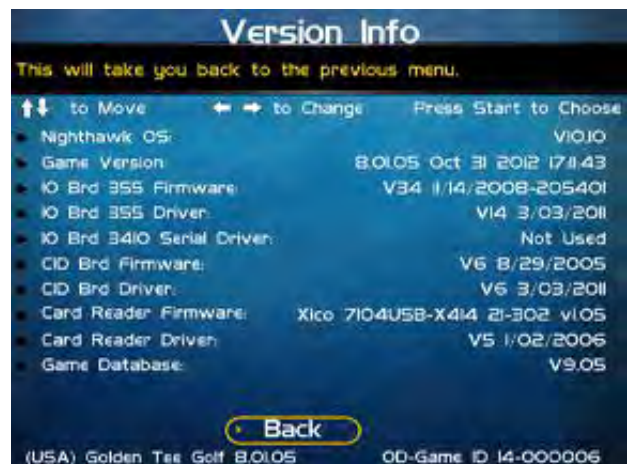 Version Info
This will take you back to the previous menu.
to Move to Change Press Start to Choose
Nighthawk OS: V10.10
Game Version: 8.01.05 Oct 31 2012 17:11:43
IO Brd 355 Firmware: V34 11/14/2008-205401
IO Brd 355 Driver: V14 3/03/2011
IO Brd 3410 Serial Driver: Not Used
CID Brd Firmware: V6 8/29/2005
CID Brd Driver: V6 3/03/2011
Card Reader Firmware: Xico 7104USB-X414 21-302 v1.05
Card Reader Driver: V5 1/02/2006
Game Database: V9.05
Back
(USA) Golden Tee Golf 8.01.05 OD-Game ID 14-000006